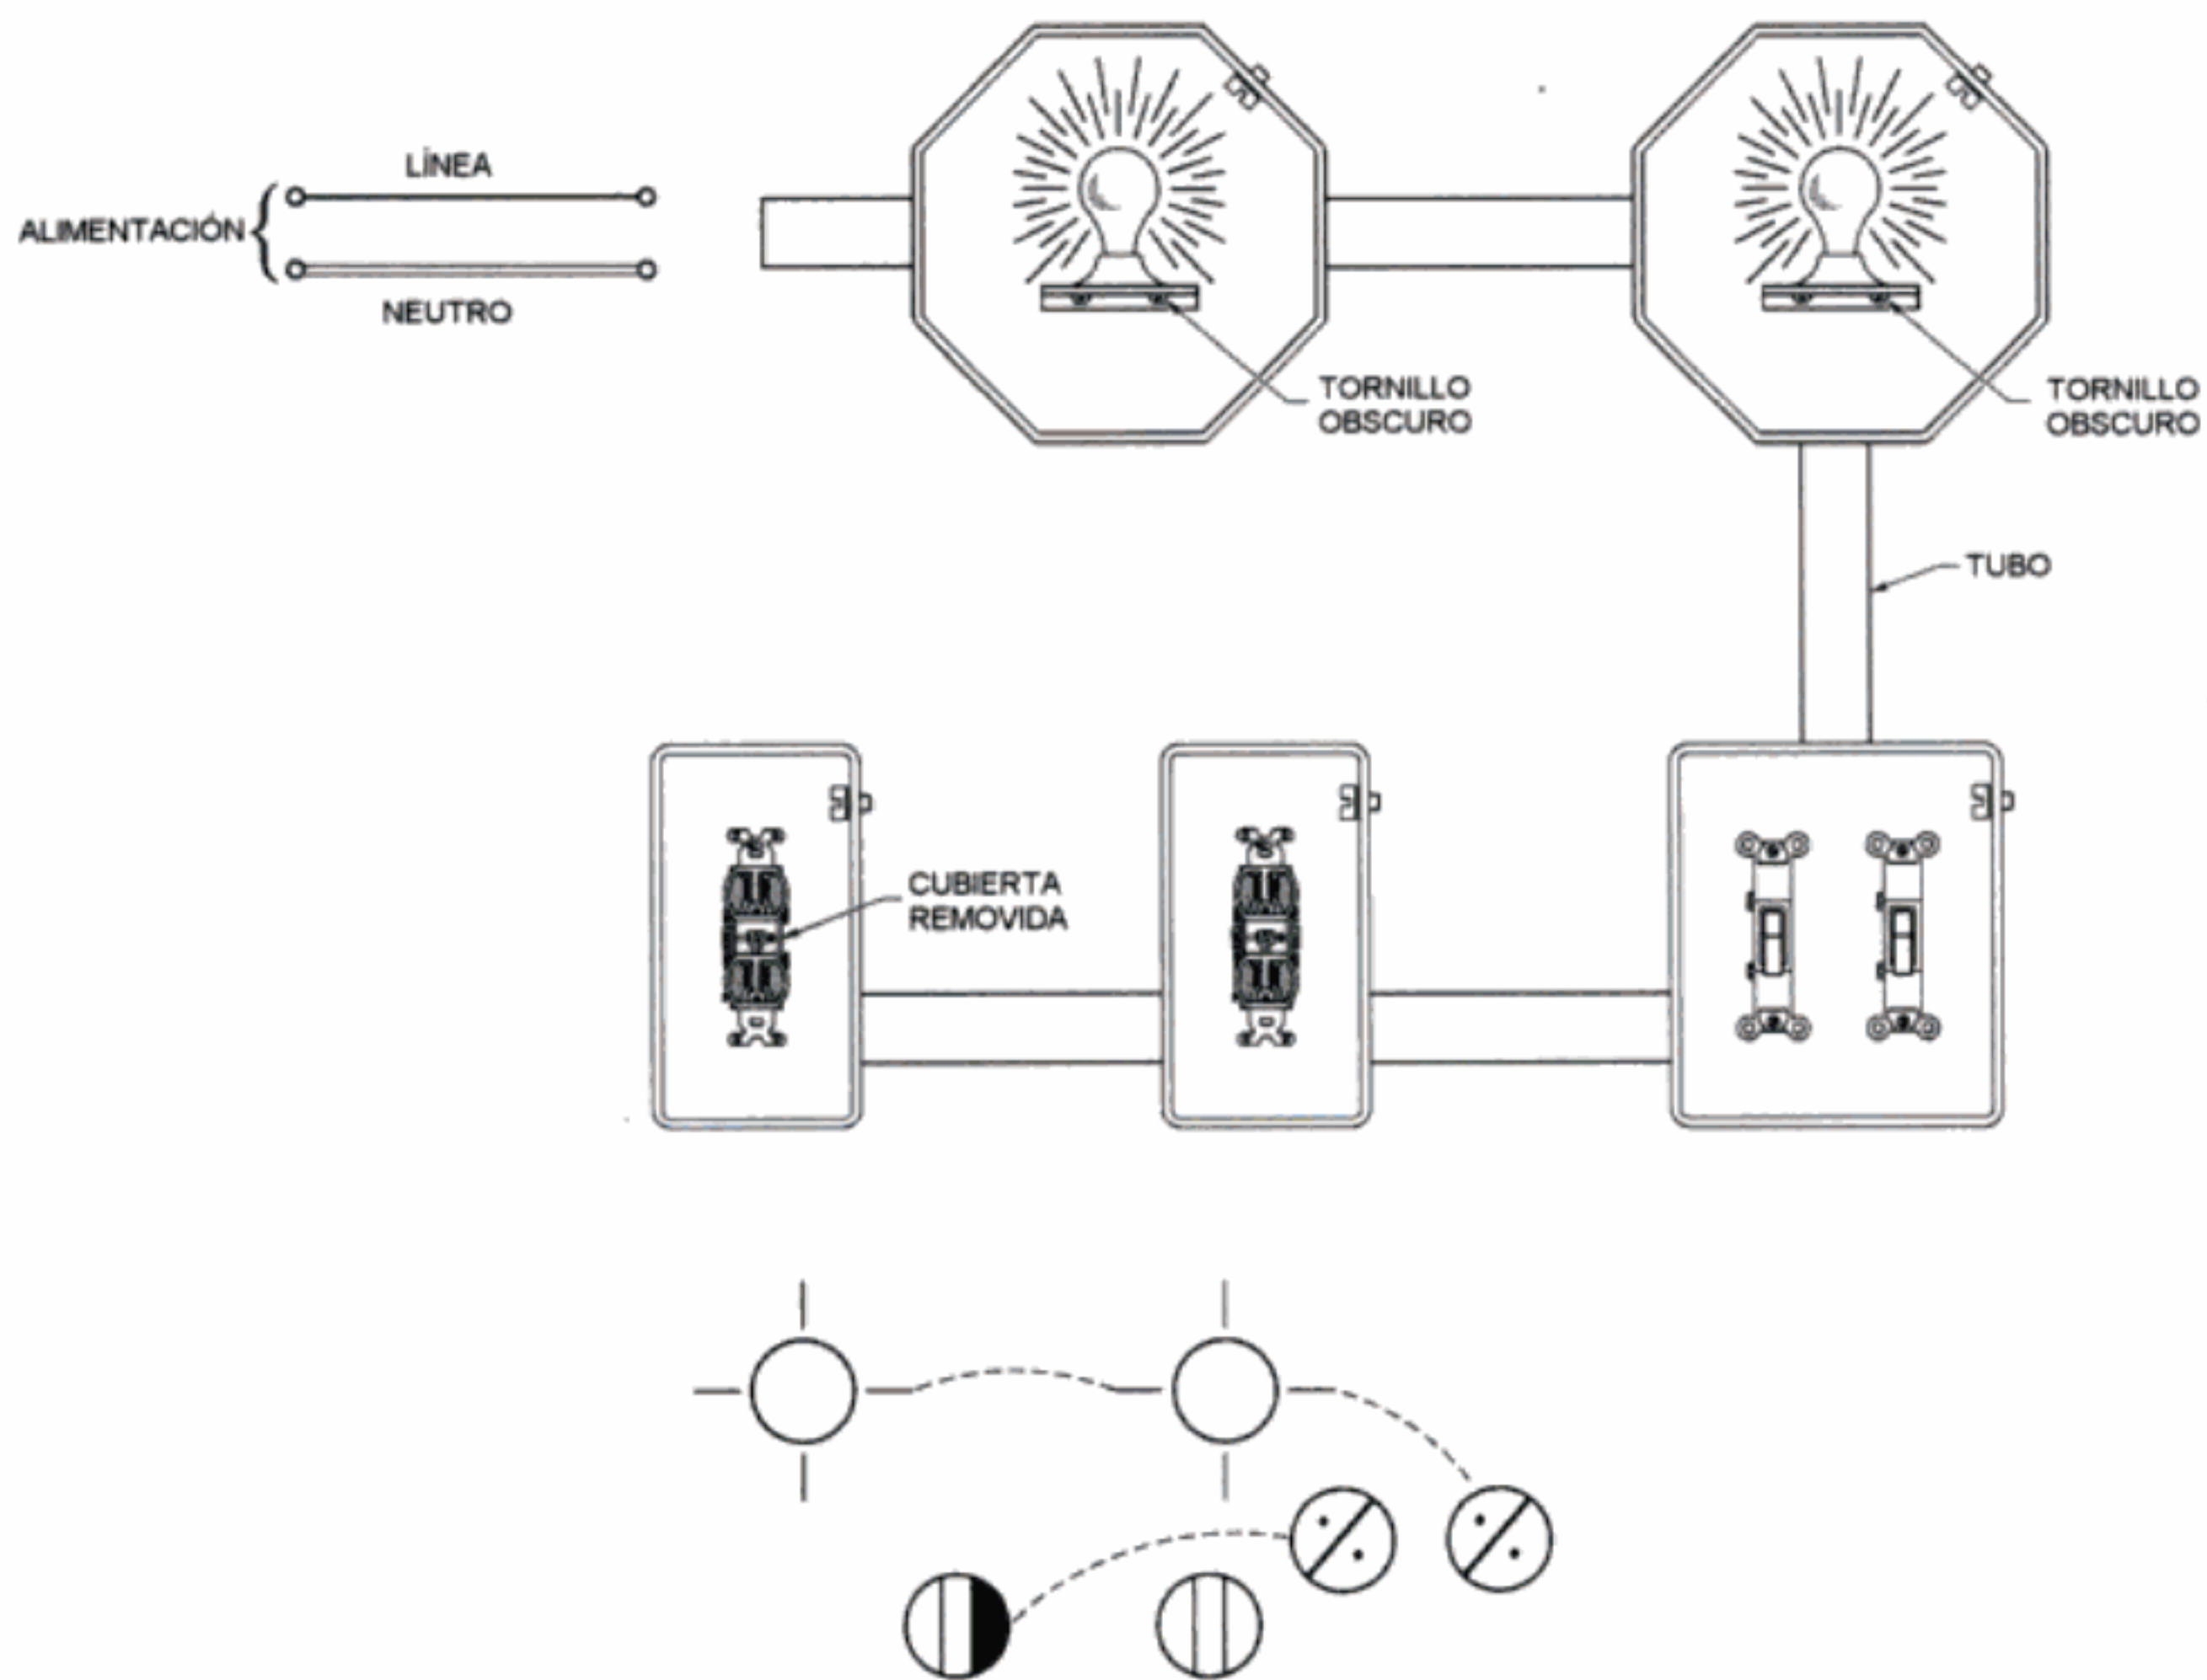 LÍNEA
ALIMENTACIÓN
NEUTRO
TORNILLO
OBSCURO
TORNILLO
OBSCURO
TUBO
CUBIERTA
REMOVIDA